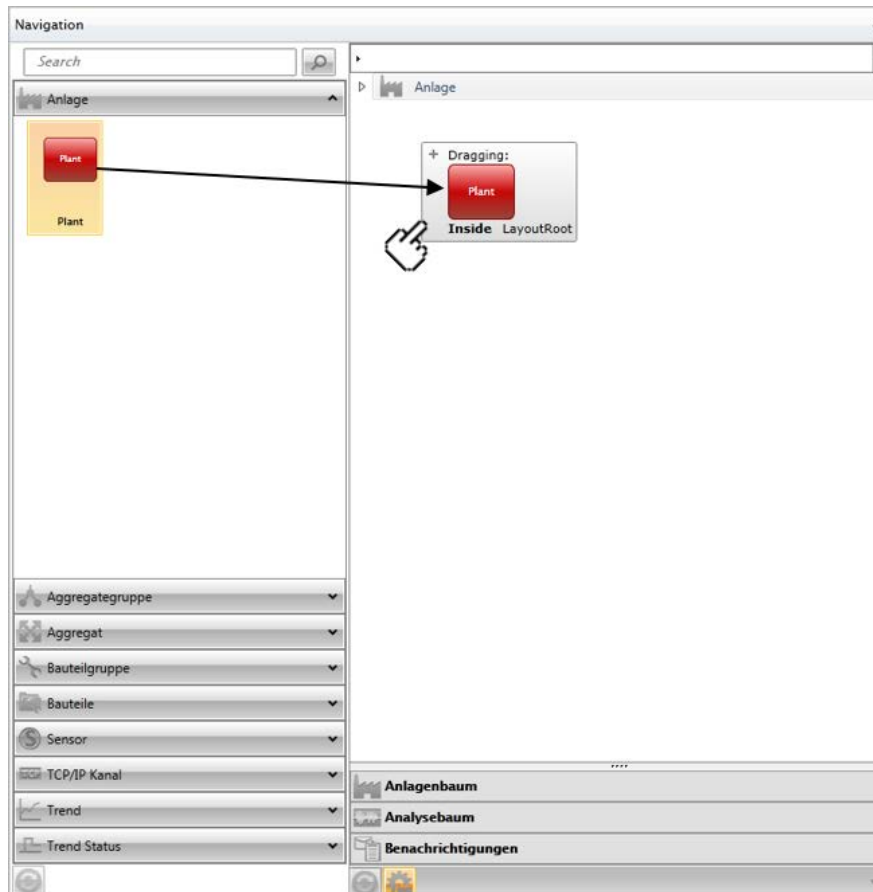 Navigation
Search
Anlage
Plant
Plant
Aggregategruppe
Aggregat
Bauteilgruppe
Bauteile
Sensor
TCP/IP Kanal
Trend
Trend Status
Anlage
Dragging:
Plant
Inside LayoutRoot
Anlagenbaum
Analysebaum
Benachrichtigungen